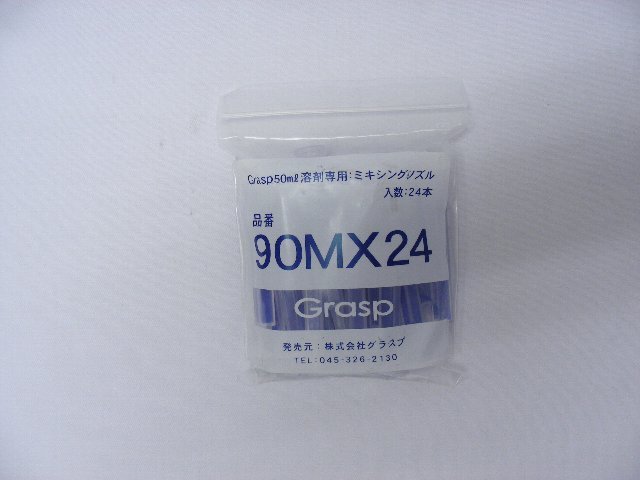 Grasp50mℓ溶剤専用:ミキシングノズル
入数:24本
品番
90MX24
Grasp
発売元:株式会社グラスプ
TEL:045-326-2130